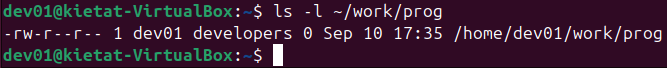 dev01@kietat-VirtualBox:~$ ls -l ~/work/prog
-rw-r--r-- 1 dev01 developers 0 Sep 10 17:35 /home/dev01/work/prog
dev01@kietat-VirtualBox:~$